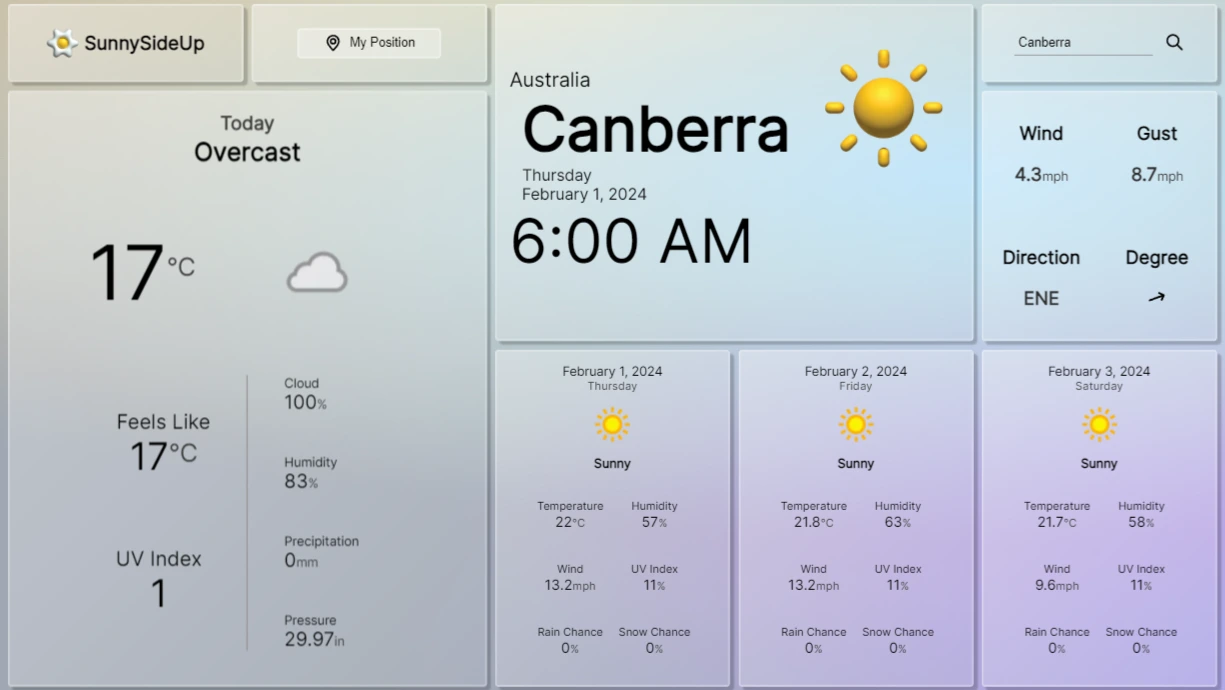 SunnySideUp
My Position
Today
Overcast
17°C
Feels Like
17°C
UV Index
1
Cloud
100%
Humidity
83%
Precipitation
0mm
Pressure
29.97in
Australia
Canberra
Thursday
February 1, 2024
6:00 AM
Canberra
Wind Gust
4.3mph 8.7mph
Direction Degree
ENE
February 1, 2024
Thursday
Sunny
Temperature Humidity
22°C 57%
Wind UV Index
13.2mph 11%
Rain Chance Snow Chance
0% 0%
February 2, 2024
Friday
Sunny
Temperature Humidity
21.8°C 63%
Wind UV Index
13.2mph 11%
Rain Chance Snow Chance
0% 0%
February 3, 2024
Saturday
Sunny
Temperature Humidity
21.7°C 58%
Wind UV Index
9.6mph 11%
Rain Chance Snow Chance
0% 0%